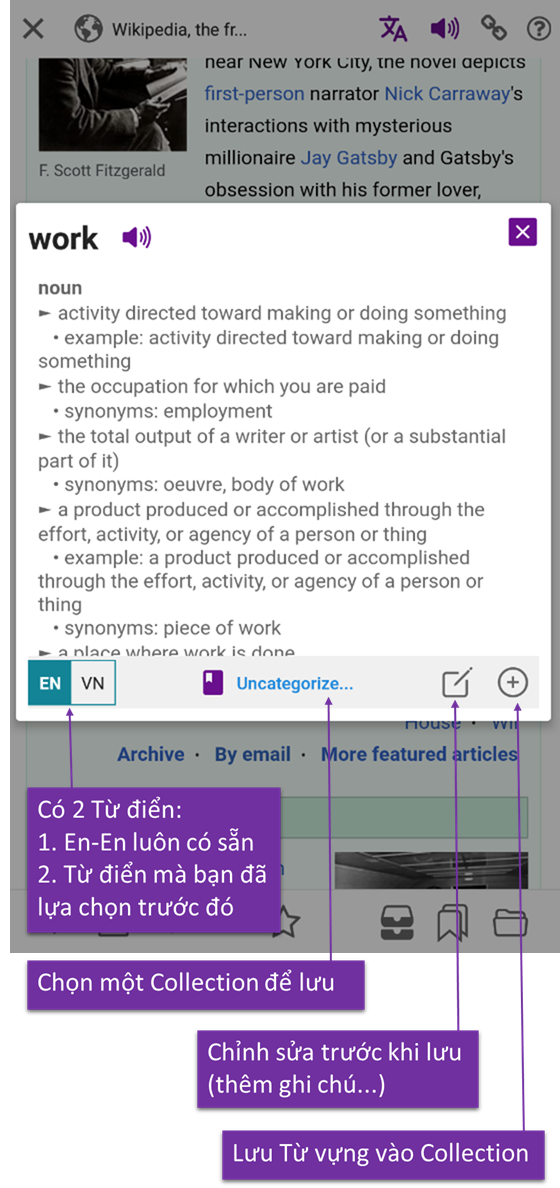 Wikipedia, the fr...
near New York City, the novel depicts
first-person narrator Nick Carraway's
interactions with mysterious
millionaire Jay Gatsby and Gatsby's
obsession with his former lover,
F. Scott Fitzgerald
work
noun
► activity directed toward making or doing something
• example: activity directed toward making or doing
something
► the occupation for which you are paid
• synonyms: employment
► the total output of a writer or artist (or a substantial
part of it)
• synonyms: oeuvre, body of work
► a product produced or accomplished through the
effort, activity, or agency of a person or thing
• example: a product produced or accomplished
through the effort, activity, or agency of a person or
thing
• synonyms: piece of work
► a place where work is done
EN VN Uncategorize...
House · Wil
Archive · By email · More featured articles
Có 2 Từ điển:
1. En-En luôn có sẵn
2. Từ điển mà bạn đã
lựa chọn trước đó
Chọn một Collection để lưu
Chỉnh sửa trước khi lưu
(thêm ghi chú...)
Lưu Từ vựng vào Collection